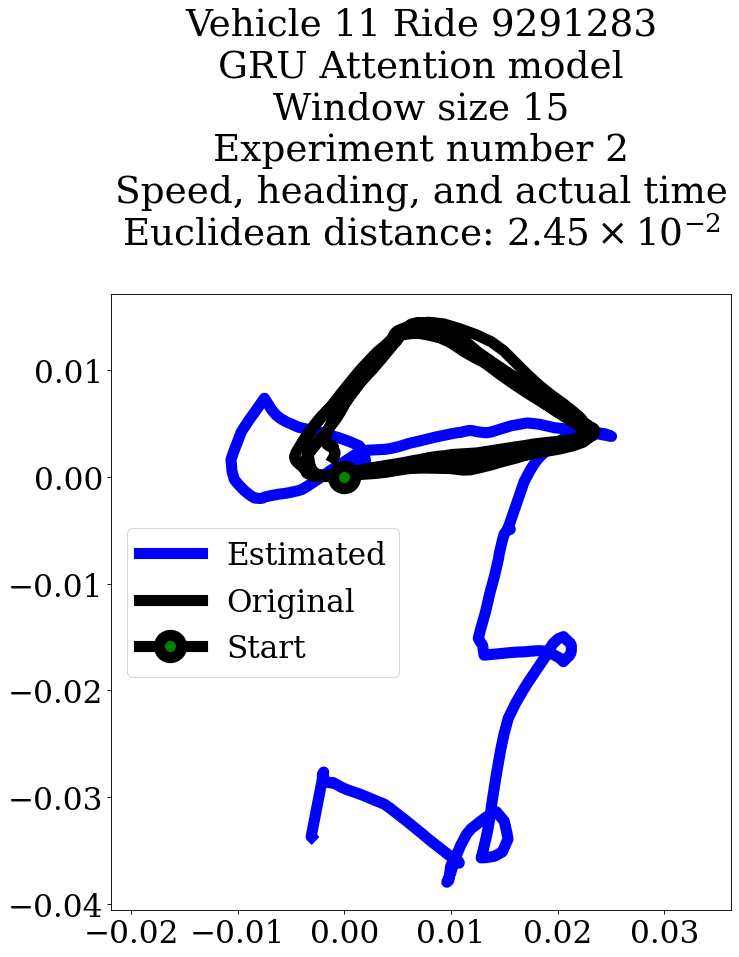 Vehicle 11 Ride 9291283
GRU Attention model
Window size 15
Experiment number 2
Speed, heading, and actual time
Euclidean distance: 2.45 × 10⁻²
0.01
0.00
−0.01
−0.02
−0.03
−0.04
Estimated
Original
Start
−0.02 −0.01 0.00 0.01 0.02 0.03